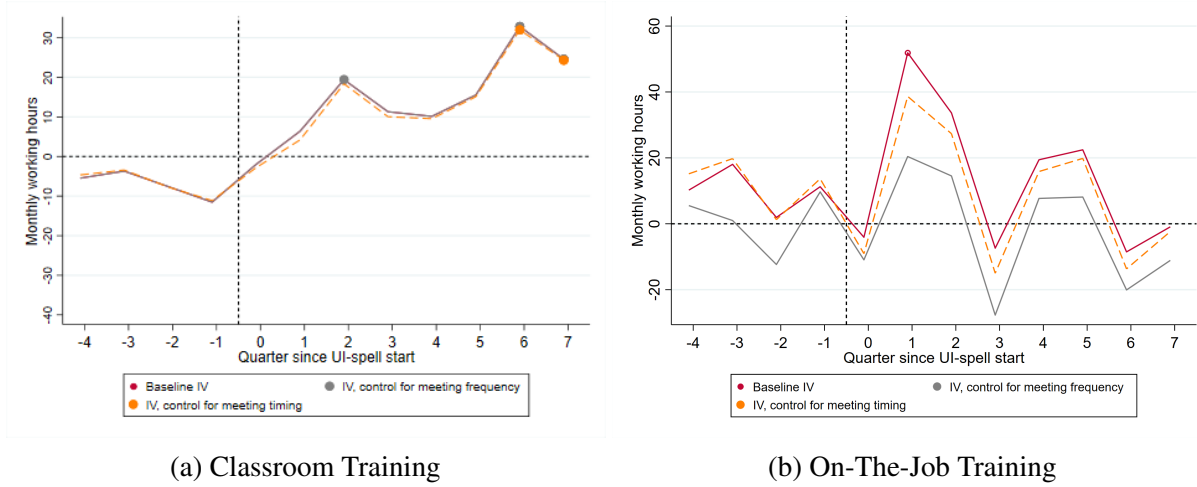 Monthly working hours
30
20
10
0
-10
-20
-30
-40
-4 -3 -2 -1 0 1 2 3 4 5 6 7
Quarter since UI-spell start
Baseline IV
IV, control for meeting frequency
IV, control for meeting timing
(a) Classroom Training
Monthly working hours
60
40
20
0
-20
-4 -3 -2 -1 0 1 2 3 4 5 6 7
Quarter since UI-spell start
Baseline IV
IV, control for meeting frequency
IV, control for meeting timing
(b) On-The-Job Training